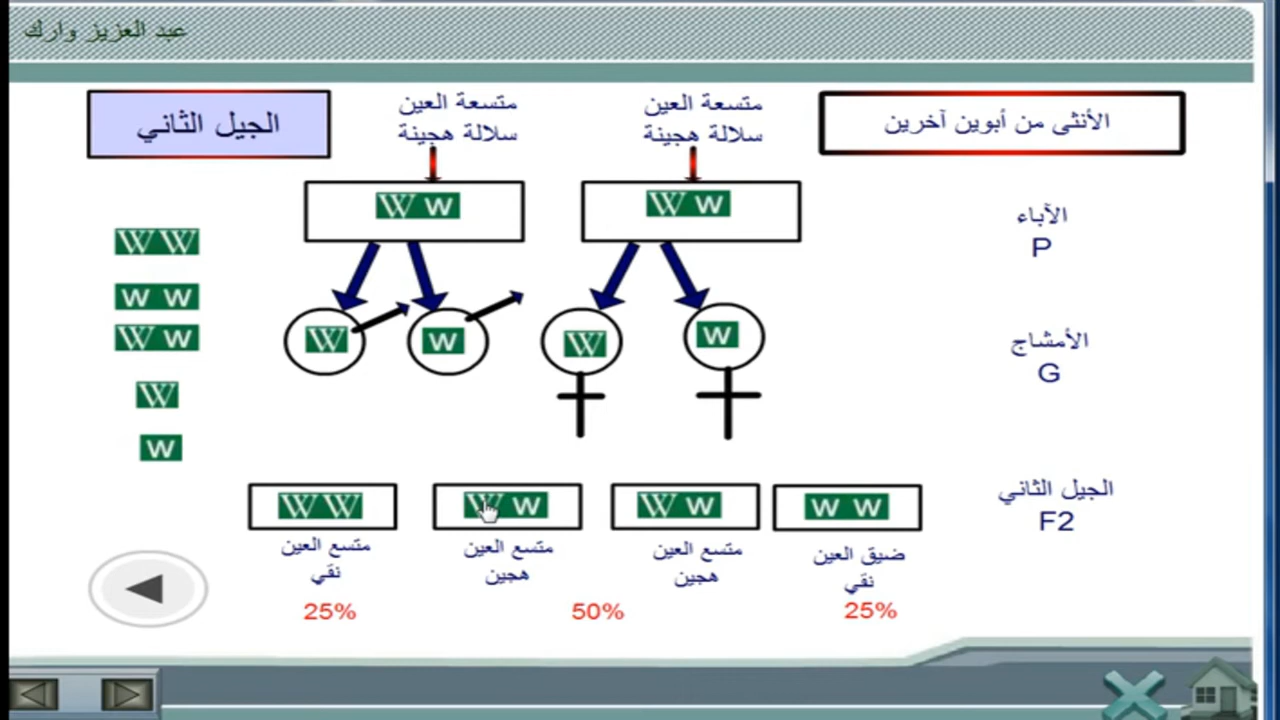 عبد العزيز وارك
الأنثى من أبوين آخرين
متسعة العين
سلالة هجينة
متسعة العين
سلالة هجينة
الجيل الثاني
الآباء
P
W w
W w
W W
w w
W w
W
w
الأمشاج
G
w
W
w
W
الجيل الثاني
F2
w w
W w
W w
W W
ضيق العين
نقي
متسع العين
هجين
متسع العين
هجين
متسع العين
نقي
25%
50%
25%